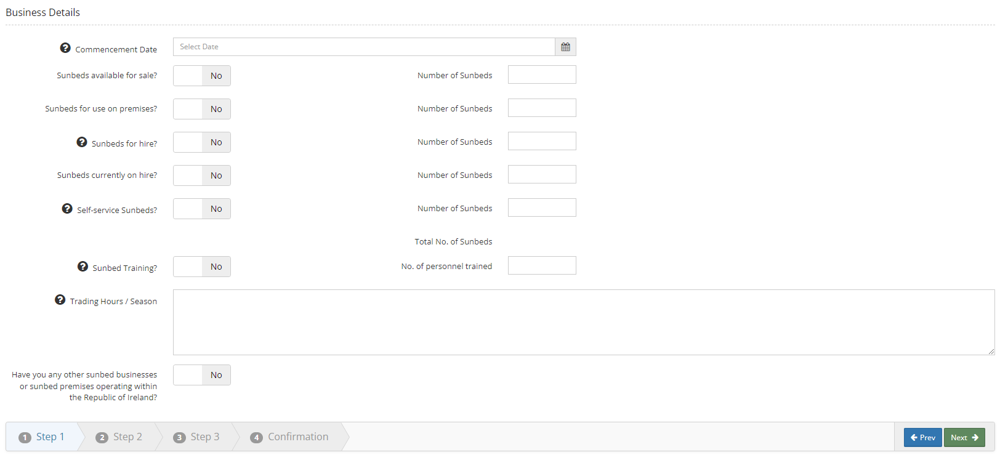 Business Details
Commencement Date Select Date
Sunbeds available for sale? No Number of Sunbeds
Sunbeds for use on premises? No Number of Sunbeds
Sunbeds for hire? No Number of Sunbeds
Sunbeds currently on hire? No Number of Sunbeds
Self-service Sunbeds? No Number of Sunbeds
Total No. of Sunbeds
Sunbed Training? No No. of personnel trained
Trading Hours / Season
Have you any other sunbed businesses No
or sunbed premises operating within
the Republic of Ireland?
1 Step 1 2 Step 2 3 Step 3 4 Confirmation Prev Next